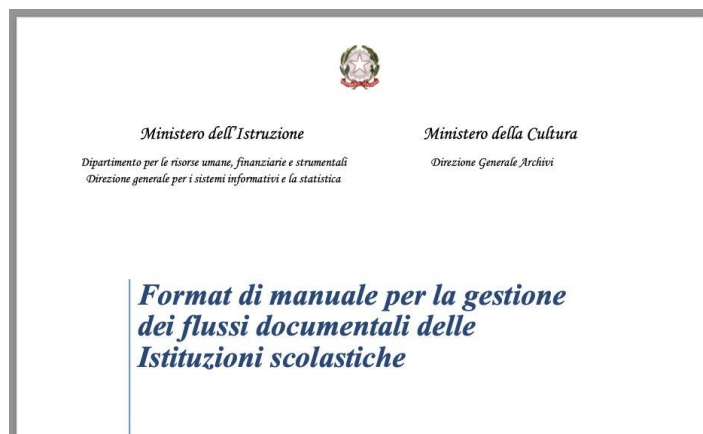 Ministero dell'Istruzione
Dipartimento per le risorse umane, finanziarie e strumentali
Direzione generale per i sistemi informativi e la statistica
Ministero della Cultura
Direzione Generale Archivi
Format di manuale per la gestione
dei flussi documentali delle
Istituzioni scolastiche